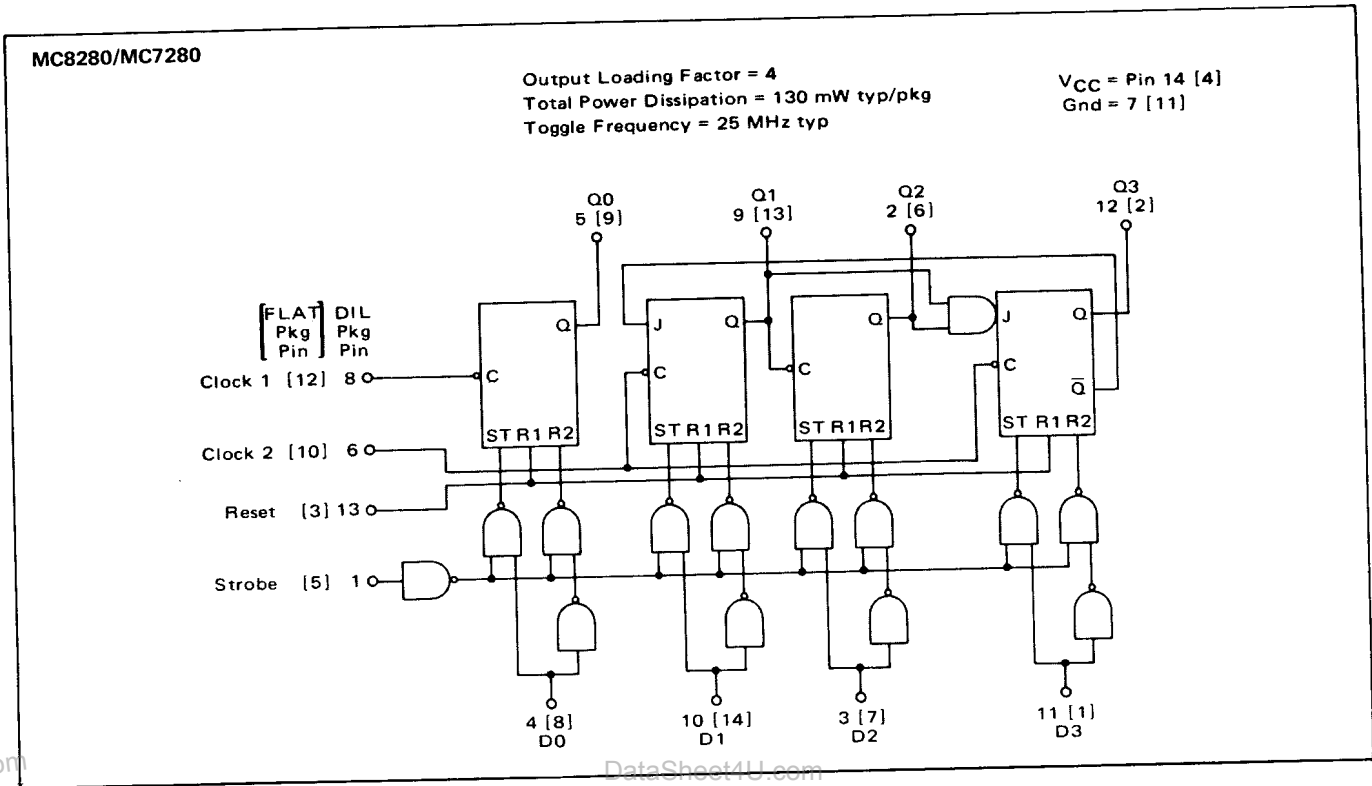 MC8280/MC7280
Output Loading Factor = 4
Total Power Dissipation = 130 mW typ/pkg
Toggle Frequency = 25 MHz typ
VCC = Pin 14 [4]
Gnd = 7 [11]
Q0
5 [9]
Q1
9 [13]
Q2
2 [6]
Q3
12 [2]
[FLAT Pkg Pin] DIL Pkg Pin
Clock 1 [12] 8
Clock 2 [10] 6
Reset [3] 13
Strobe [5] 1
Q
C
ST R1 R2
J
Q
C
ST R1 R2
Q
C
ST R1 R2
J
Q
C
Q̅
ST R1 R2
4 [8]
D0
10 [14]
D1
3 [7]
D2
11 [1]
D3
om
DataSheet4U.com